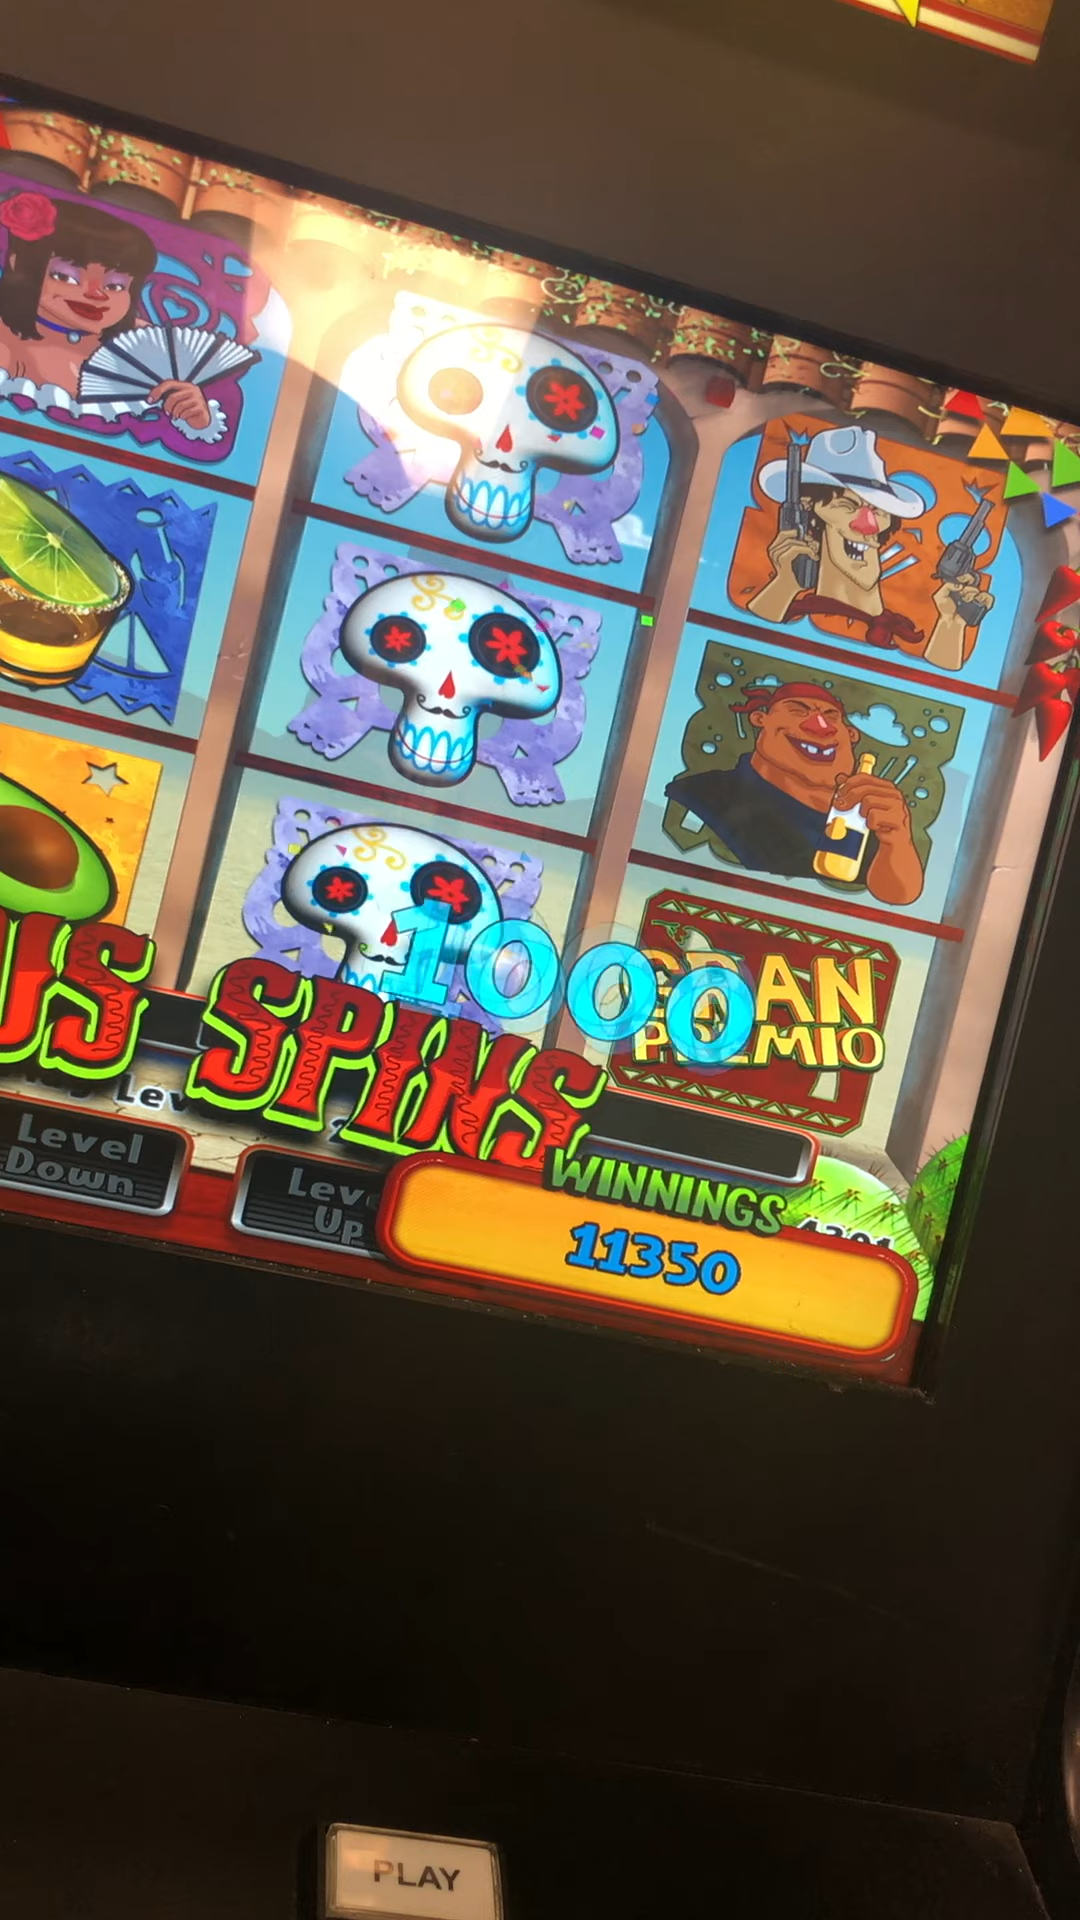 1000
GRAN
PREMIO
SPINS
Level
Down
WINNINGS
11350
PLAY